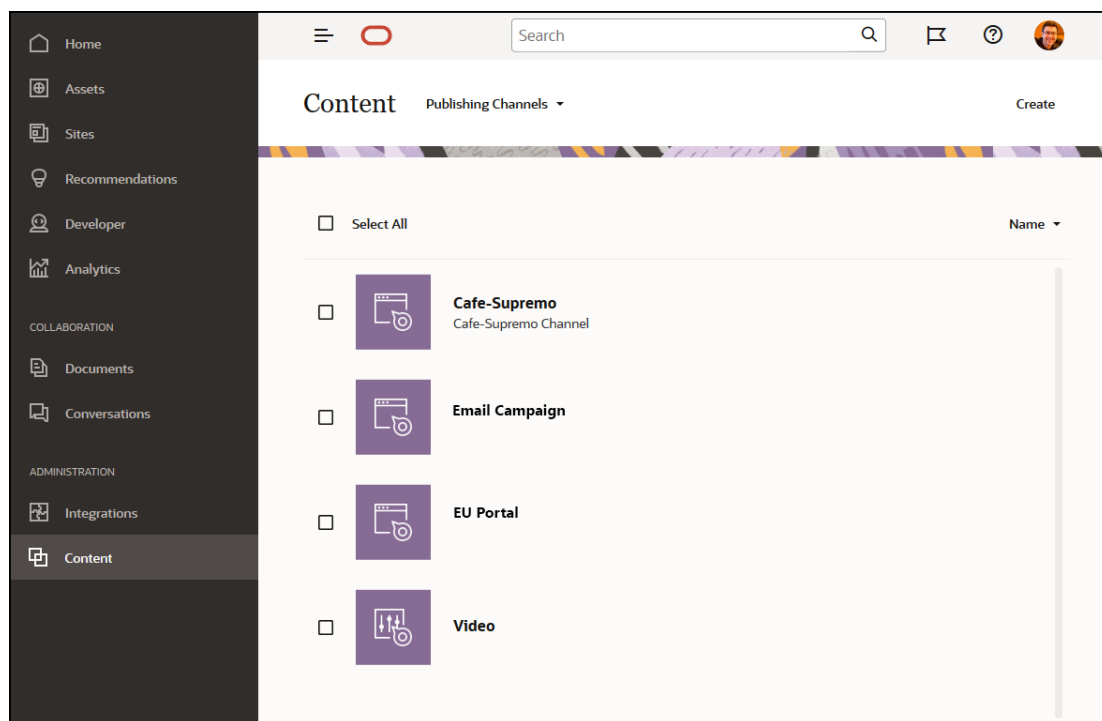 Home
Assets
Sites
Recommendations
Developer
Analytics
COLLABORATION
Documents
Conversations
ADMINISTRATION
Integrations
Content
Search
Content Publishing Channels Create
Select All Name
Cafe-Supremo
Cafe-Supremo Channel
Email Campaign
EU Portal
Video